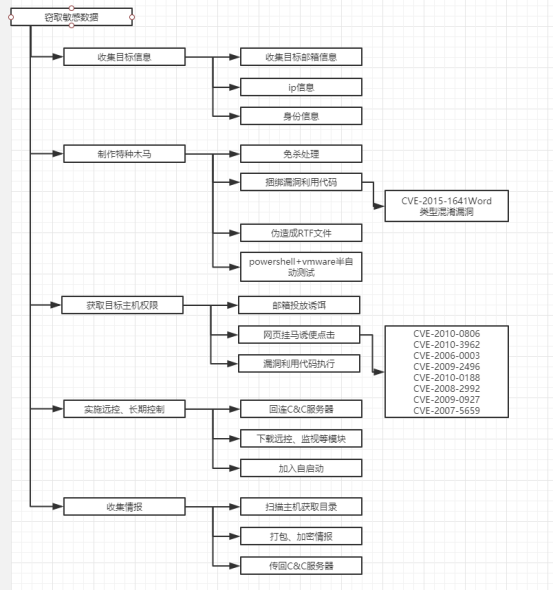 窃取敏感数据
收集目标信息
收集目标邮箱信息
ip信息
身份信息
制作特种木马
免杀处理
捆绑漏洞利用代码
CVE-2015-1641Word
类型混淆漏洞
伪造成RTF文件
powershell+vmware半自
动测试
获取目标主机权限
邮箱投放诱饵
网页挂马诱使点击
CVE-2010-0806
CVE-2010-3962
CVE-2006-0003
CVE-2009-2496
CVE-2010-0188
CVE-2008-2992
CVE-2009-0927
CVE-2007-5659
漏洞利用代码执行
实施远控、长期控制
回连C&C服务器
下载远控、监视等模块
加入自启动
收集情报
扫描主机获取目录
打包、加密情报
传回C&C服务器